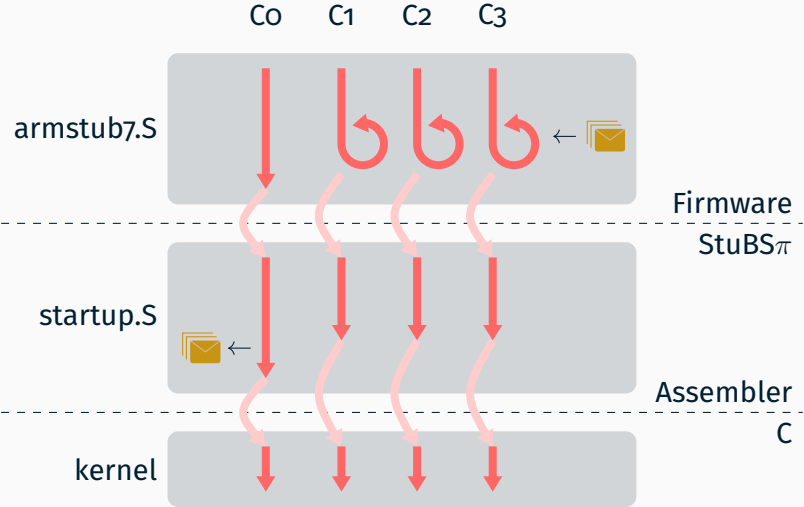 C0 C1 C2 C3
armstub7.S
Firmware
StuBSπ
startup.S
Assembler
C
kernel